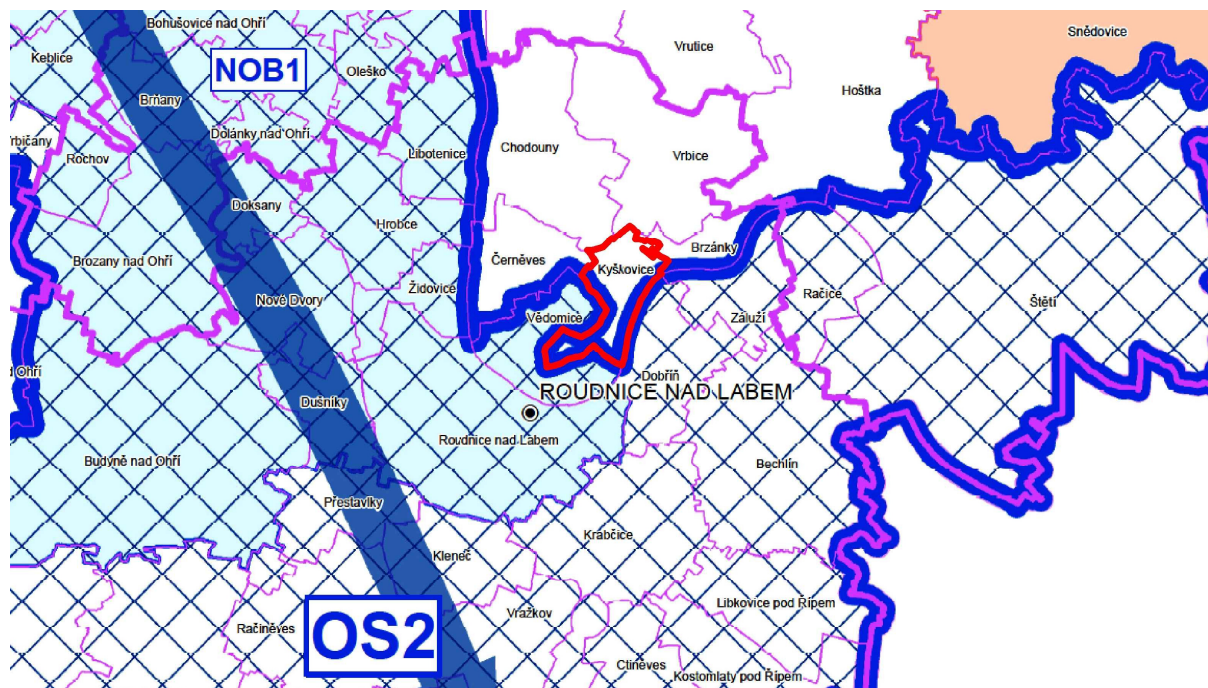 Bohušovice nad Ohří
Snědovice
Vrutice
Keblice
NOB1
Oleško
Hoštka
Brňany
Dolánky nad Ohří
Rochov
Chodouny
Libotenice
Vrbice
Doksany
Hrobce
Brzánky
Brozany nad Ohří
Černěves
Kyškovice
Židovice
Račice
Nové Dvory
Štětí
Vědomice
Záluží
Dobříň
ROUDNICE NAD LABEM
Dušníky
Roudnice nad Labem
Budyně nad Ohří
Bechlín
Přestavlky
Krabčice
Kleneč
Libkovice pod Řípem
Vražkov
Račiněves
OS2
Ctiněves
Kostomlaty pod Řípem